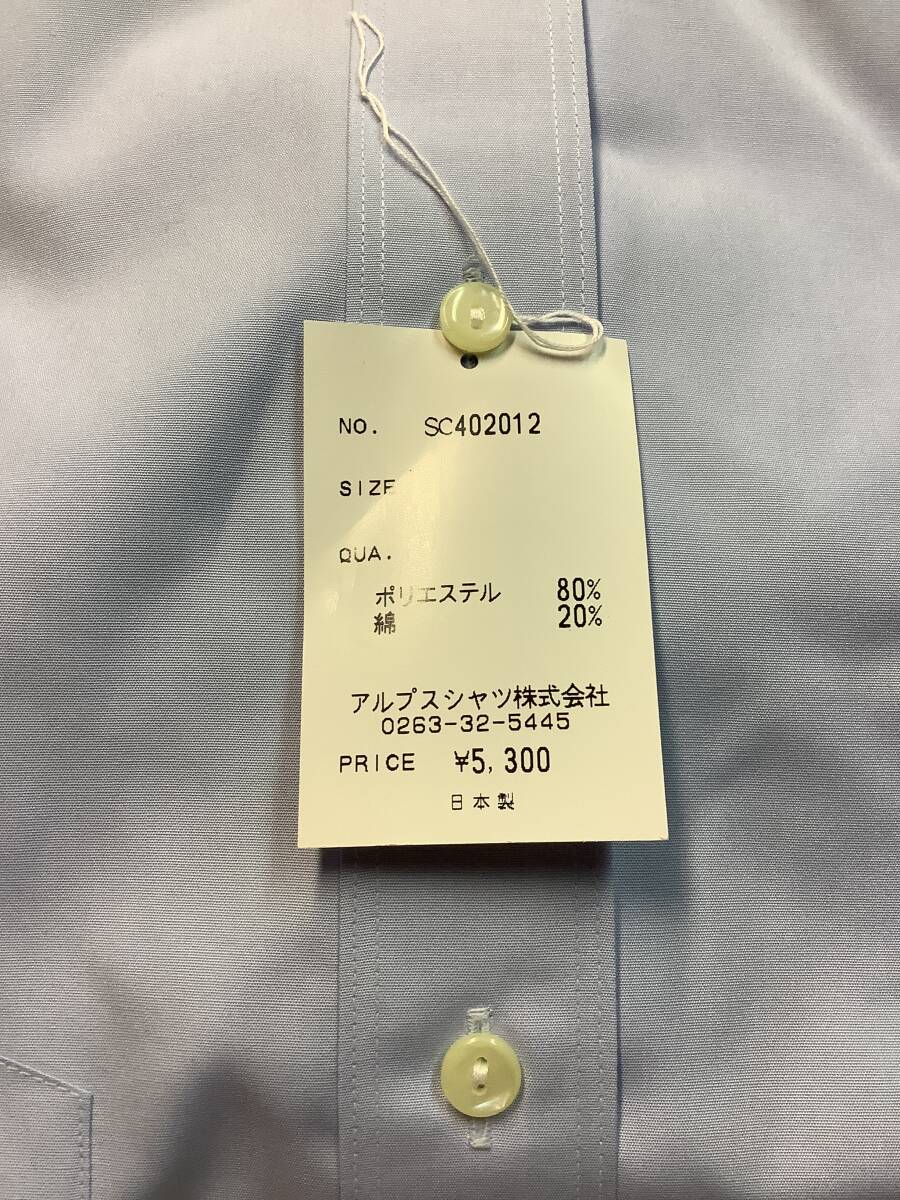 NO. SC402012
SIZE
QUA.
ポリエステル 80%
綿 20%
アルプスシャツ株式会社
0263-32-5445
PRICE ¥5,300
日本製